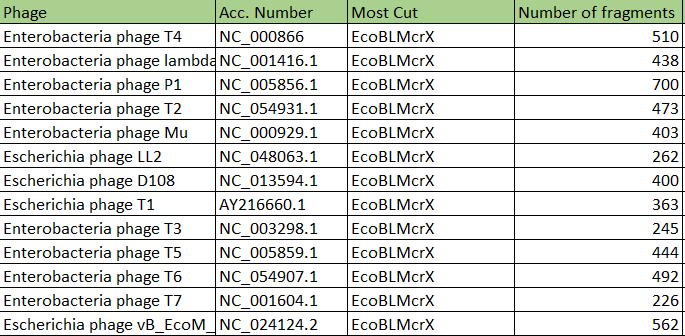 Phage Acc. Number Most Cut Number of fragments
Enterobacteria phage T4 NC_000866 EcoBLMcrX 510
Enterobacteria phage lambda NC_001416.1 EcoBLMcrX 438
Enterobacteria phage P1 NC_005856.1 EcoBLMcrX 700
Enterobacteria phage T2 NC_054931.1 EcoBLMcrX 473
Enterobacteria phage Mu NC_000929.1 EcoBLMcrX 403
Escherichia phage LL2 NC_048063.1 EcoBLMcrX 262
Escherichia phage D108 NC_013594.1 EcoBLMcrX 400
Escherichia phage T1 AY216660.1 EcoBLMcrX 363
Enterobacteria phage T3 NC_003298.1 EcoBLMcrX 245
Enterobacteria phage T5 NC_005859.1 EcoBLMcrX 444
Enterobacteria phage T6 NC_054907.1 EcoBLMcrX 492
Enterobacteria phage T7 NC_001604.1 EcoBLMcrX 226
Escherichia phage vB_EcoM_ NC_024124.2 EcoBLMcrX 562